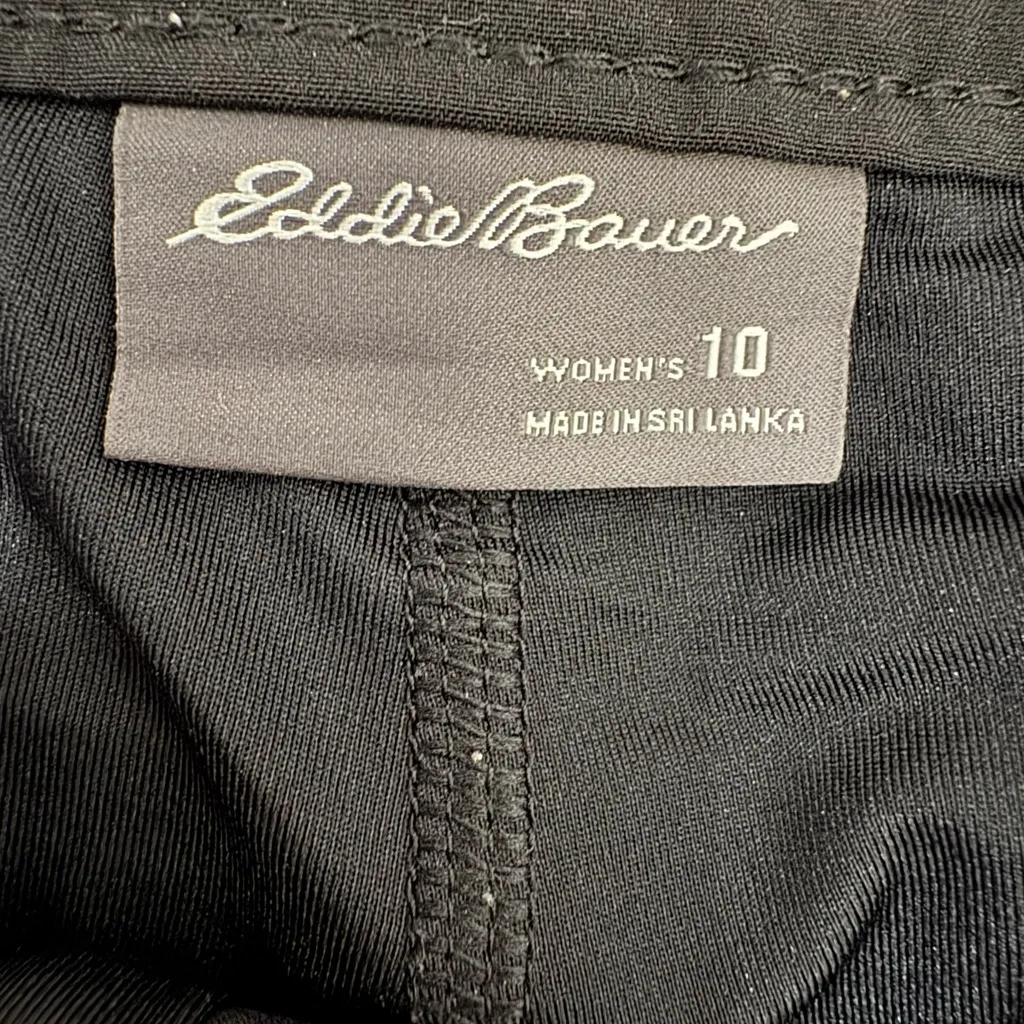 Eddie Bauer
WOMEN'S 10
MADE IN SRI LANKA